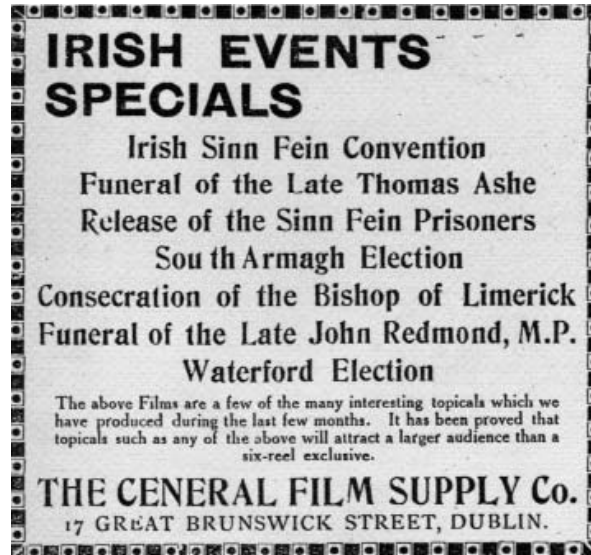 IRISH EVENTS
SPECIALS
Irish Sinn Fein Convention
Funeral of the Late Thomas Ashe
Release of the Sinn Fein Prisoners
South Armagh Election
Consecration of the Bishop of Limerick
Funeral of the Late John Redmond, M.P.
Waterford Election
The above Films are a few of the many interesting topicals which we
have produced during the last few months. It has been proved that
topicals such as any of the above will attract a larger audience than a
six-reel exclusive.
THE GENERAL FILM SUPPLY Co.
17 GREAT BRUNSWICK STREET, DUBLIN.